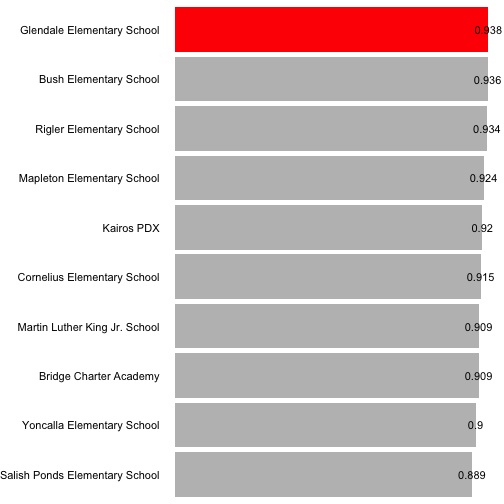 Glendale Elementary School 0.938
Bush Elementary School 0.936
Rigler Elementary School 0.934
Mapleton Elementary School 0.924
Kairos PDX 0.92
Cornelius Elementary School 0.915
Martin Luther King Jr. School 0.909
Bridge Charter Academy 0.909
Yoncalla Elementary School 0.9
Salish Ponds Elementary School 0.889